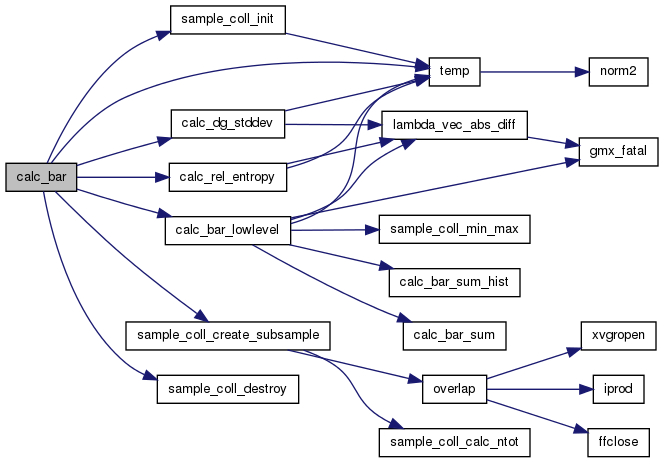 sample_coll_init
temp
norm2
calc_dg_stddev
lambda_vec_abs_diff
gmx_fatal
calc_bar
calc_rel_entropy
calc_bar_lowlevel
sample_coll_min_max
calc_bar_sum_hist
calc_bar_sum
sample_coll_create_subsample
xvgropen
sample_coll_destroy
overlap
iprod
sample_coll_calc_ntot
ffclose